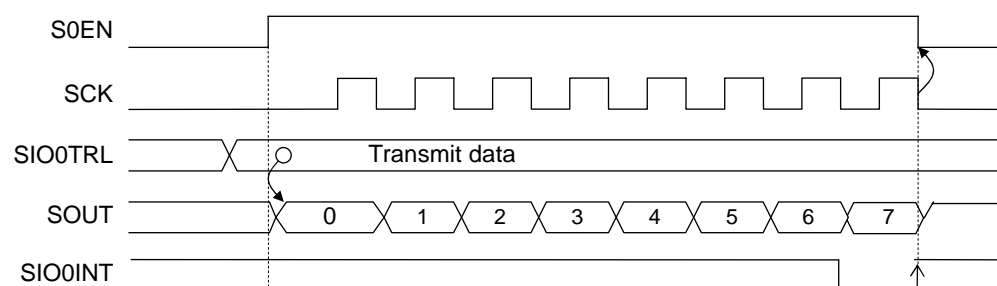 S0EN
SCK
SIO0TRL Transmit data
SOUT 0 1 2 3 4 5 6 7
SIO0INT